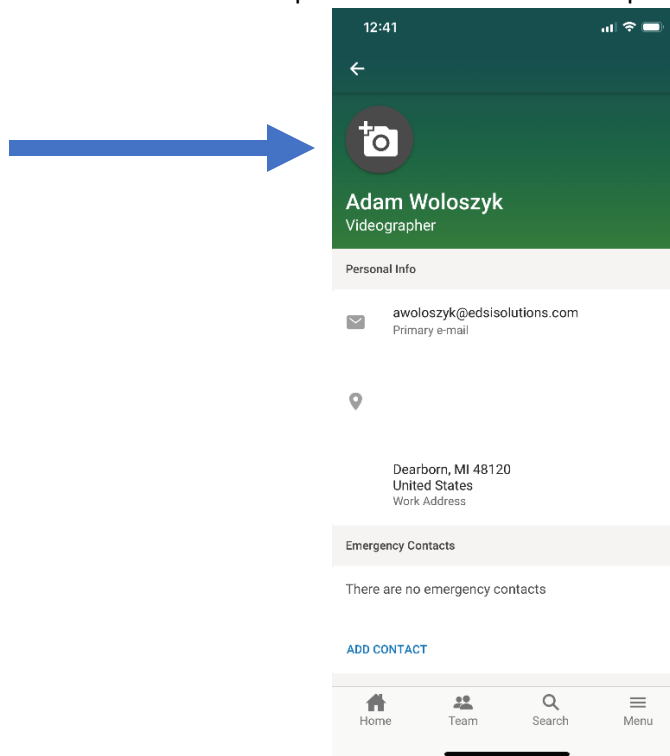 12:41
Adam Woloszyk
Videographer
Personal Info
awoloszyk@edsisolutions.com
Primary e-mail
Dearborn, MI 48120
United States
Work Address
Emergency Contacts
There are no emergency contacts
ADD CONTACT
Home Team Search Menu